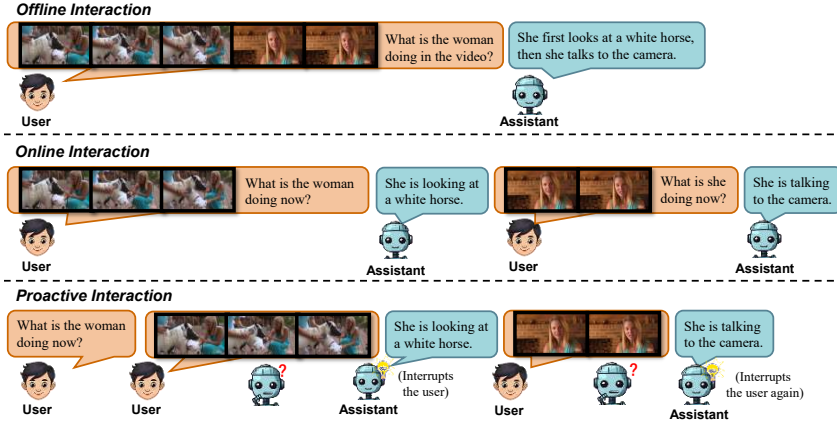 Offline Interaction
What is the woman
doing in the video?
She first looks at a white horse,
then she talks to the camera.
User
Assistant
Online Interaction
What is the woman
doing now?
She is looking at
a white horse.
What is she
doing now?
She is talking
to the camera.
User
Assistant
User
Assistant
Proactive Interaction
What is the woman
doing now?
She is looking at
a white horse.
She is talking
to the camera.
?
(Interrupts
the user)
?
(Interrupts
the user again)
User
User
Assistant
User
Assistant